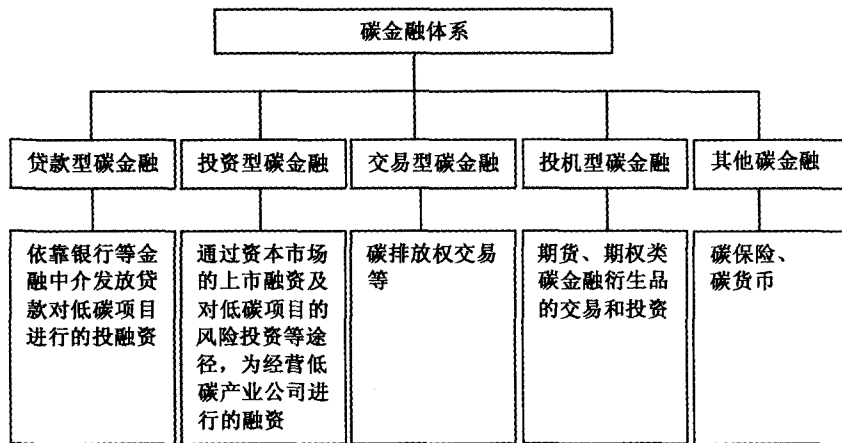 碳金融体系
贷款型碳金融
投资型碳金融
交易型碳金融
投机型碳金融
其他碳金融
依靠银行等金
融中介发放贷
款对低碳项目
进行的投融资
通过资本市场
的上市融资及
对低碳项目的
风险投资等途
径，为经营低
碳产业公司进
行的融资
碳排放权交易
等
期货、期权类
碳金融衍生品
的交易和投资
碳保险、
碳货币